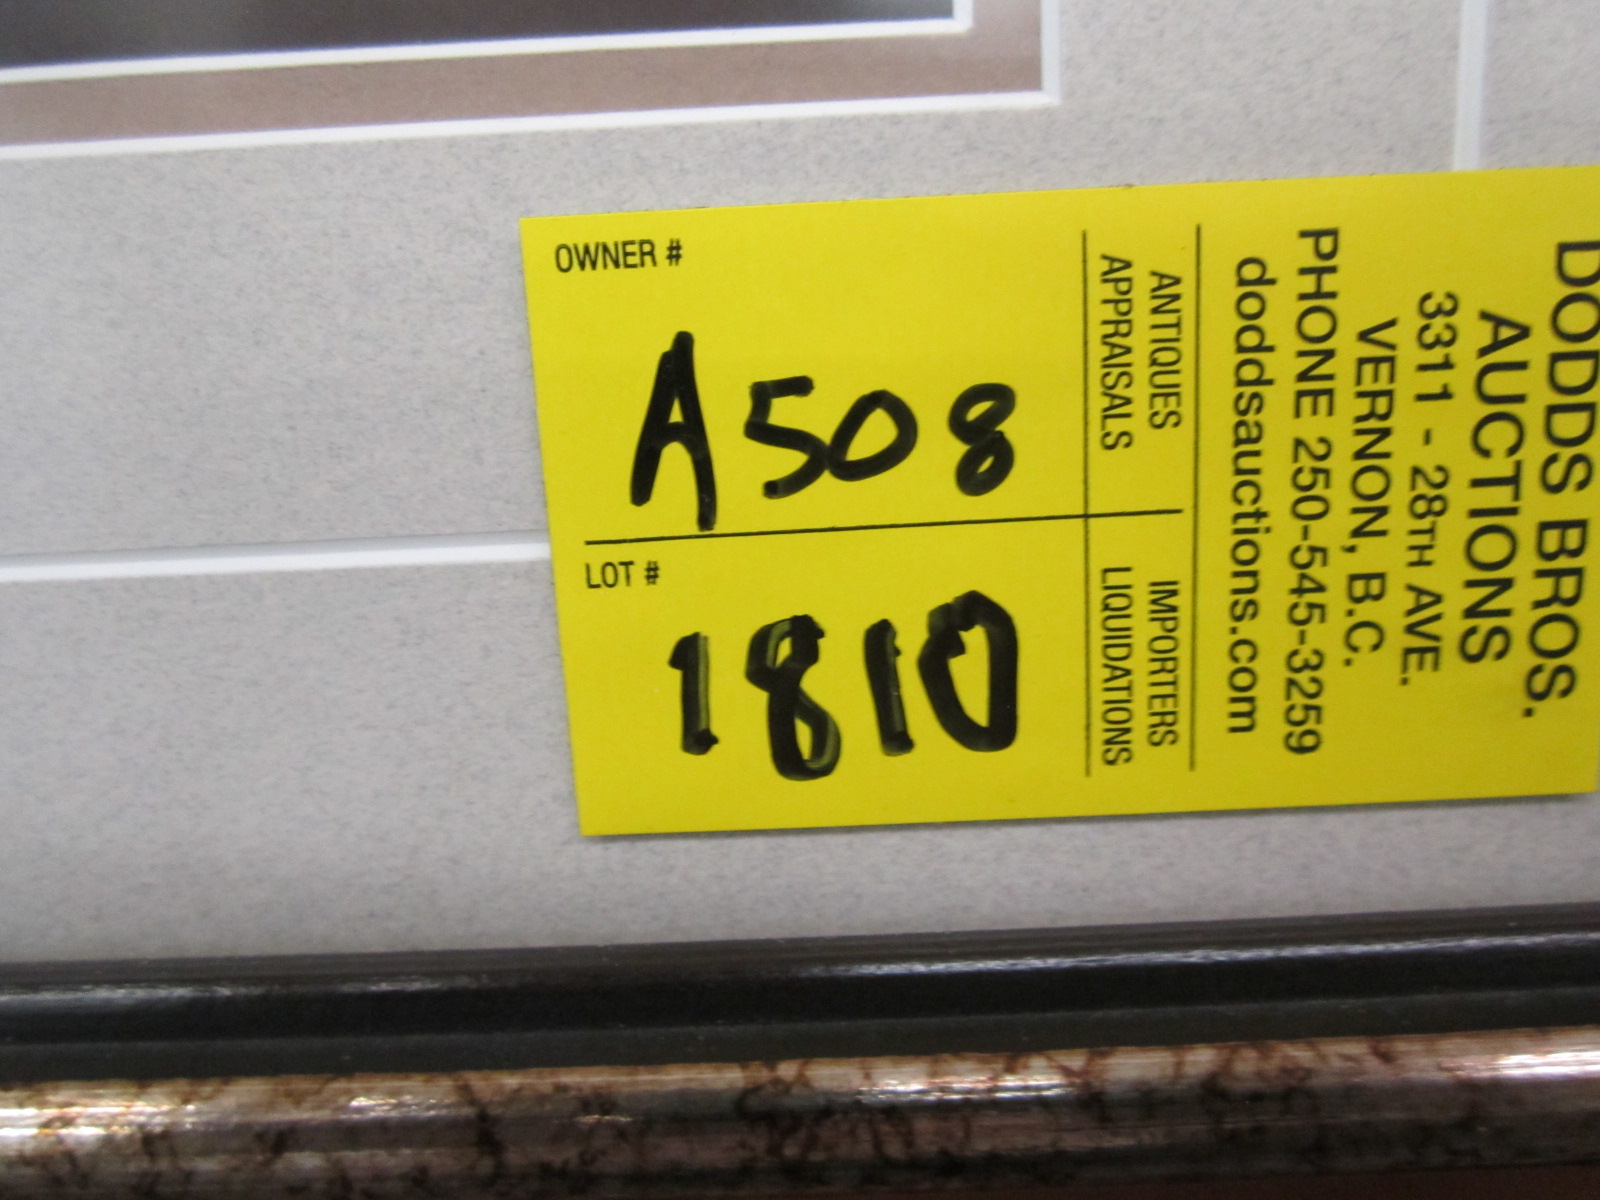 OWNER #
A508
LOT #
1810
ANTIQUES
APPRAISALS
IMPORTERS
LIQUIDATIONS
DODDS BROS.
AUCTIONS
3311 - 28TH AVE.
VERNON, B.C.
PHONE 250-545-3259
doddsauctions.com